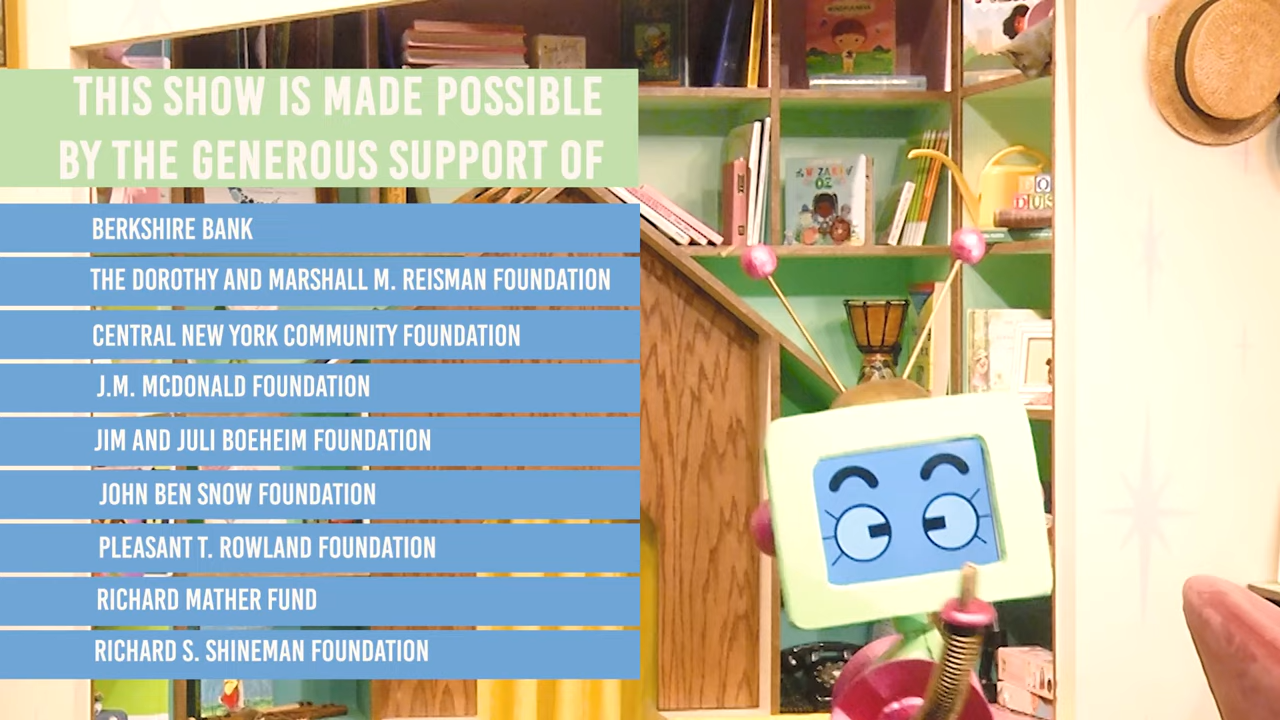 THIS SHOW IS MADE POSSIBLE
BY THE GENEROUS SUPPORT OF
BERKSHIRE BANK
THE DOROTHY AND MARSHALL M. REISMAN FOUNDATION
CENTRAL NEW YORK COMMUNITY FOUNDATION
J.M. MCDONALD FOUNDATION
JIM AND JULI BOEHEIM FOUNDATION
JOHN BEN SNOW FOUNDATION
PLEASANT T. ROWLAND FOUNDATION
RICHARD MATHER FUND
RICHARD S. SHINEMAN FOUNDATION
MINDFULNESS
OZ